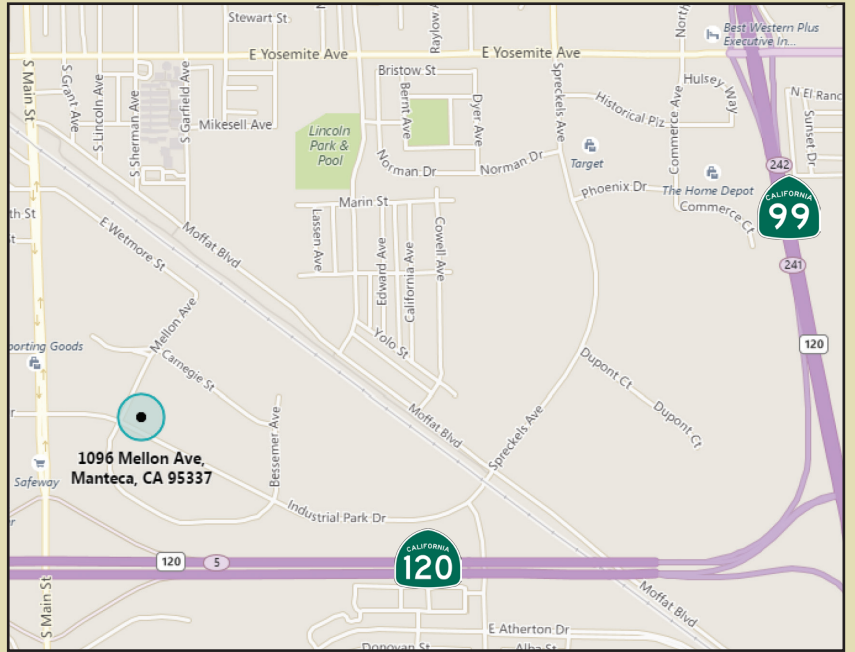 Stewart St
Raylow A
North
Best Western Plus
Executive In...
E Yosemite Ave
E Yosemite Ave
S Main St
S Grant Ave
S Lincoln Ave
S Sherman Ave
S Garfield Ave
Mikesell Ave
Bristow St
Bernt Ave
Dyer Ave
Spreckels Ave
Historical Plz
Commerce Ave
Hulsey Way
N El Ranc
Sunset Dr
Lincoln
Park &
Pool
Norman Dr
Norman Dr
Target
Phoenix Dr
The Home Depot
Commerce Ct
242
CALIFORNIA
99
241
th St
t
E Wetmore St
Moffat Blvd
Marin St
Lassen Ave
Edward Ave
California Ave
Cowell Ave
Mellon Ave
Yolo St
120
porting Goods
Carnegie St
Dupont Ct
Dupont Ct
r
Bessemer Ave
Moffat Blvd
Spreckels Ave
1096 Mellon Ave,
Manteca, CA 95337
Safeway
Industrial Park Dr
r
CALIFORNIA
120
120
5
S Main St
Moffat Blvd
E Atherton Dr
Donovan St
Alba St